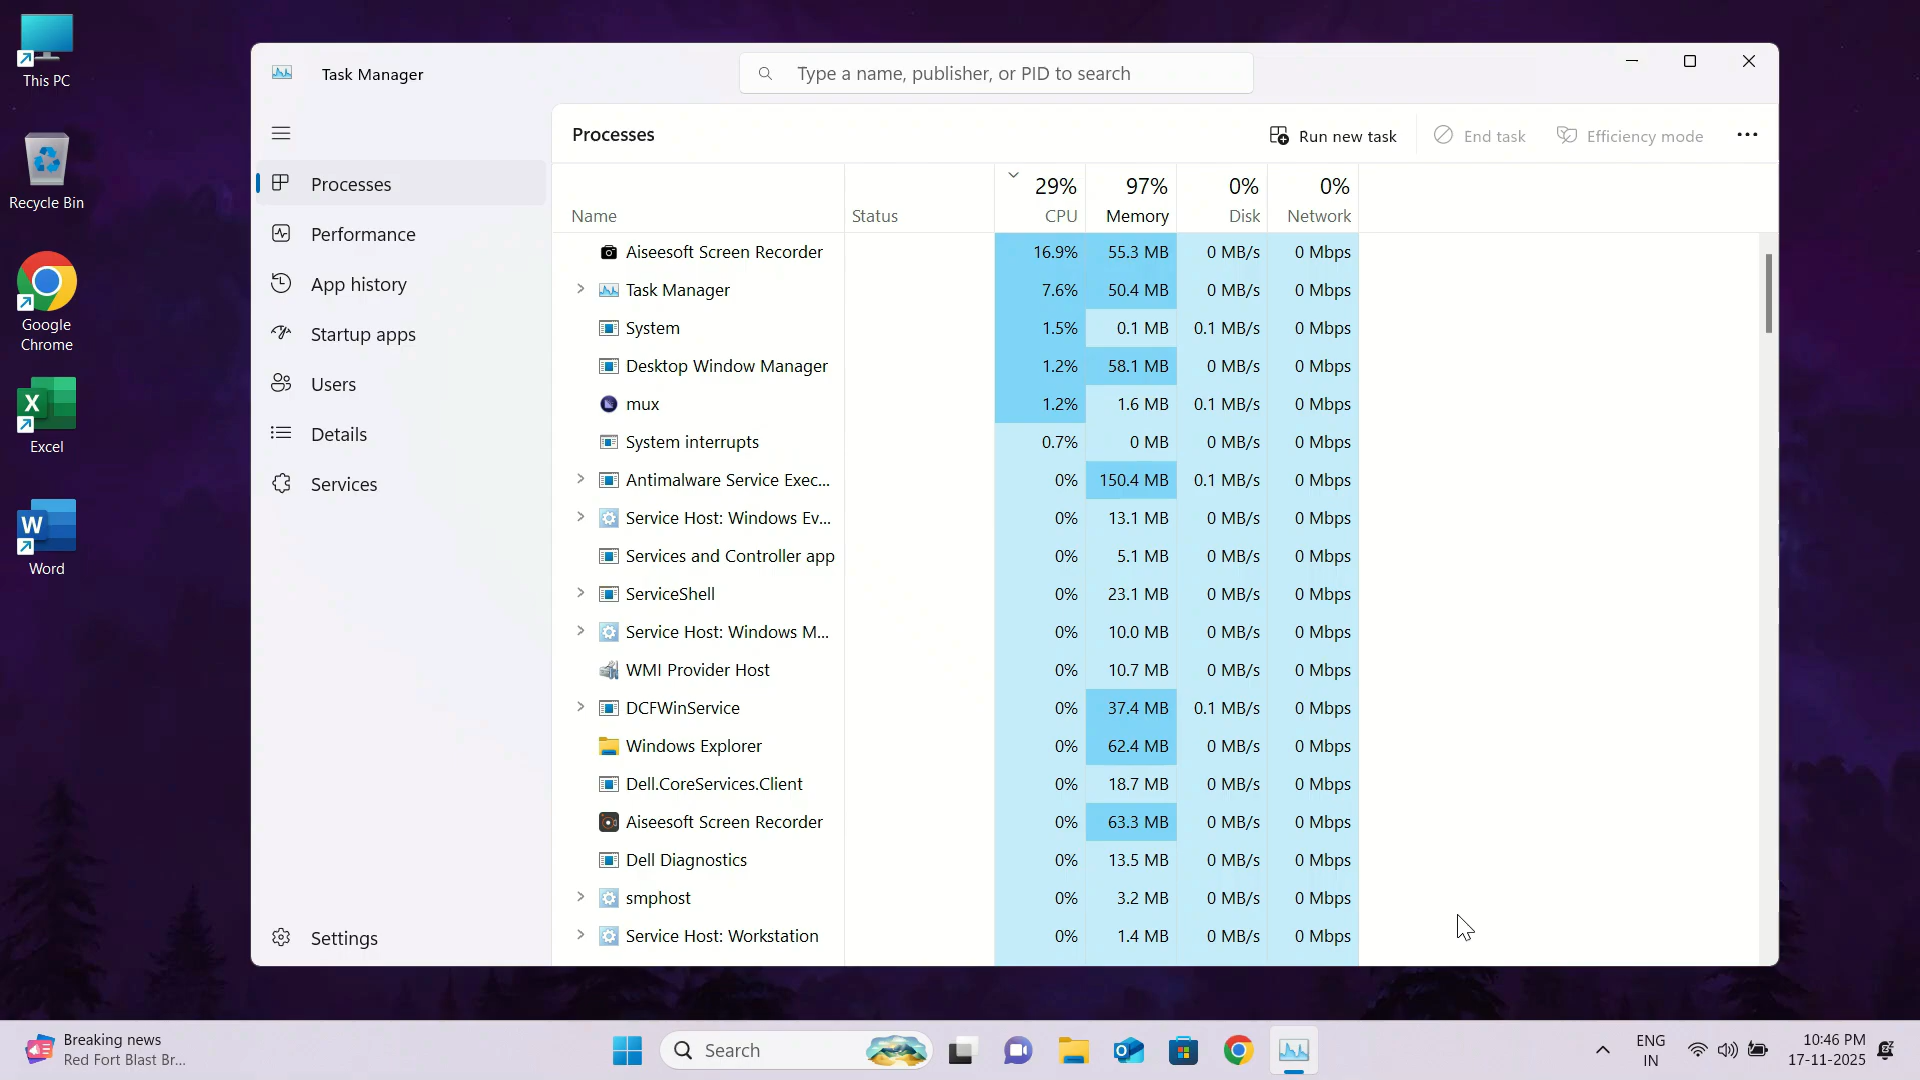 This PC
Recycle Bin
Google
Chrome
Excel
Word
Task Manager
Type a name, publisher, or PID to search
Processes
Performance
App history
Startup apps
Users
Details
Services
Settings
Processes
Run new task
End task
Efficiency mode
29% 97% 0% 0%
Name Status CPU Memory Disk Network
Aiseesoft Screen Recorder 16.9% 55.3 MB 0 MB/s 0 Mbps
Task Manager 7.6% 50.4 MB 0 MB/s 0 Mbps
System 1.5% 0.1 MB 0.1 MB/s 0 Mbps
Desktop Window Manager 1.2% 58.1 MB 0 MB/s 0 Mbps
mux 1.2% 1.6 MB 0.1 MB/s 0 Mbps
System interrupts 0.7% 0 MB 0 MB/s 0 Mbps
Antimalware Service Exec... 0% 150.4 MB 0.1 MB/s 0 Mbps
Service Host: Windows Ev... 0% 13.1 MB 0 MB/s 0 Mbps
Services and Controller app 0% 5.1 MB 0 MB/s 0 Mbps
ServiceShell 0% 23.1 MB 0 MB/s 0 Mbps
Service Host: Windows M... 0% 10.0 MB 0 MB/s 0 Mbps
WMI Provider Host 0% 10.7 MB 0 MB/s 0 Mbps
DCFWinService 0% 37.4 MB 0.1 MB/s 0 Mbps
Windows Explorer 0% 62.4 MB 0 MB/s 0 Mbps
Dell.CoreServices.Client 0% 18.7 MB 0 MB/s 0 Mbps
Aiseesoft Screen Recorder 0% 63.3 MB 0 MB/s 0 Mbps
Dell Diagnostics 0% 13.5 MB 0 MB/s 0 Mbps
smphost 0% 3.2 MB 0 MB/s 0 Mbps
Service Host: Workstation 0% 1.4 MB 0 MB/s 0 Mbps
Breaking news
Red Fort Blast Br...
Search
ENG
IN
10:46 PM
17-11-2025